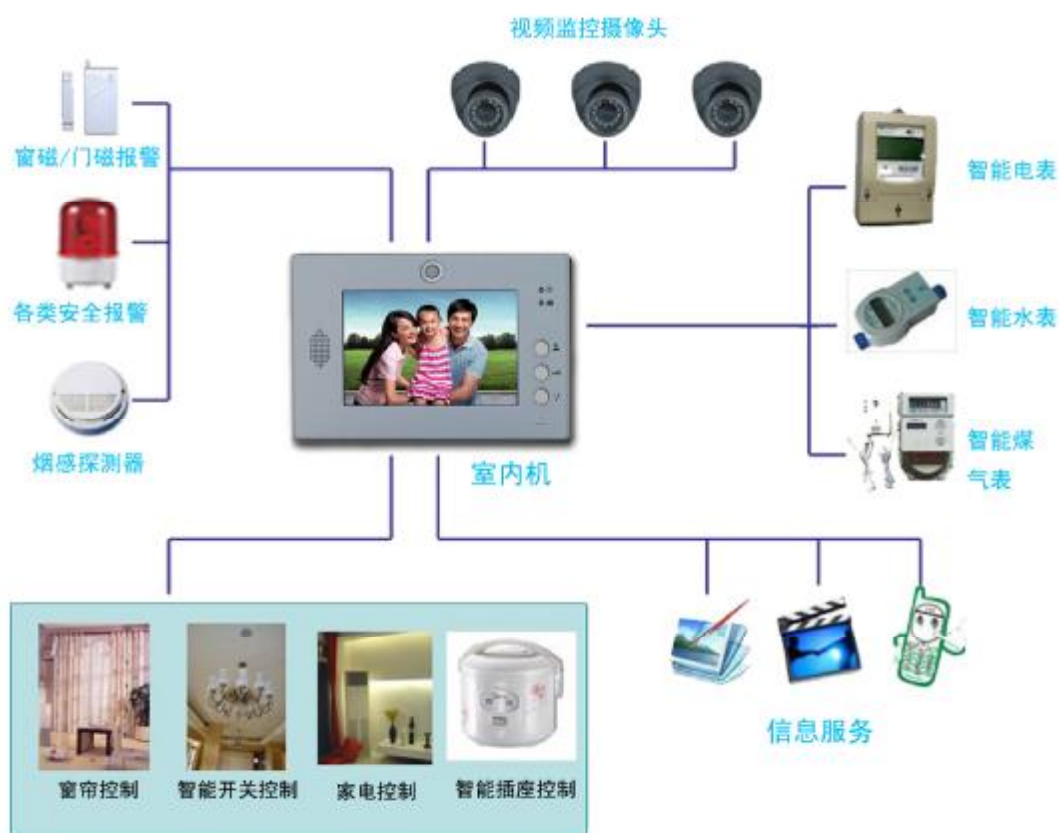 视频监控摄像头
窗磁/门磁报警
智能电表
各类安全报警
智能水表
烟感探测器
智能煤
气表
室内机
信息服务
窗帘控制
智能开关控制
家电控制
智能插座控制